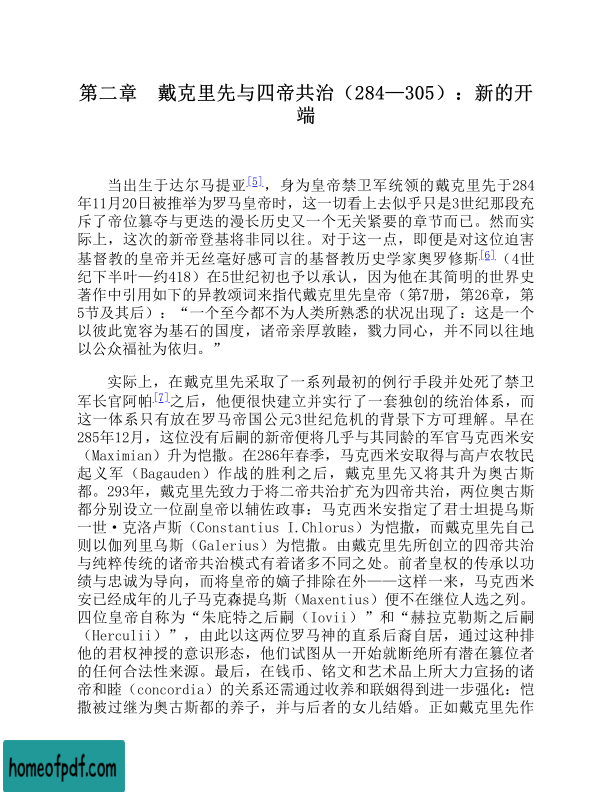 第二章　戴克里先与四帝共治（284—305）：新的开
端
当出生于达尔马提亚[5]，身为皇帝禁卫军统领的戴克里先于284
年11月20日被推举为罗马皇帝时，这一切看上去似乎只是3世纪那段充
斥了帝位篡夺与更迭的漫长历史又一个无关紧要的章节而已。然而实
际上，这次的新帝登基将非同以往。对于这一点，即便是对这位迫害
基督教的皇帝并无丝毫好感可言的基督教历史学家奥罗修斯[6]（4世
纪下半叶—约418）在5世纪初也予以承认，因为他在其简明的世界史
著作中引用如下的异教颂词来指代戴克里先皇帝（第7册，第26章，第
5节及其后）：“一个至今都不为人类所熟悉的状况出现了：这是一个
以彼此宽容为基石的国度，诸帝亲厚敦睦，戮力同心，并不同以往地
以公众福祉为依归。”
实际上，在戴克里先采取了一系列最初的例行手段并处死了禁卫
军长官阿帕[7]之后，他便很快建立并实行了一套独创的统治体系，而
这一体系只有放在罗马帝国公元3世纪危机的背景下方可理解。早在
285年12月，这位没有后嗣的新帝便将几乎与其同龄的军官马克西米安
（Maximian）升为恺撒。在286年春季，马克西米安取得与高卢农牧民
起义军（Bagauden）作战的胜利之后，戴克里先又将其升为奥古斯
都。293年，戴克里先致力于将二帝共治扩充为四帝共治，两位奥古斯
都分别设立一位副皇帝以辅佐政事：马克西米安指定了君士坦提乌斯
一世·克洛卢斯（Constantius I.Chlorus）为恺撒，而戴克里先自己
则以伽列里乌斯（Galerius）为恺撒。由戴克里先所创立的四帝共治
与纯粹传统的诸帝共治模式有着诸多不同之处。前者皇权的传承以功
绩与忠诚为导向，而将皇帝的嫡子排除在外——这样一来，马克西米
安已经成年的儿子马克森提乌斯（Maxentius）便不在继位人选之列。
四位皇帝自称为“朱庇特之后嗣（Iovii）”和“赫拉克勒斯之后嗣
（Herculii）”，由此以这两位罗马神的直系后裔自居，通过这种排
他的君权神授的意识形态，他们试图从一开始就断绝所有潜在篡位者
的任何合法性来源。最后，在钱币、铭文和艺术品上所大力宣扬的诸
帝和睦（concordia）的关系还需通过收养和联姻得到进一步强化：恺
撒被过继为奥古斯都的养子，并与后者的女儿结婚。正如戴克里先作
homeofpdf.com